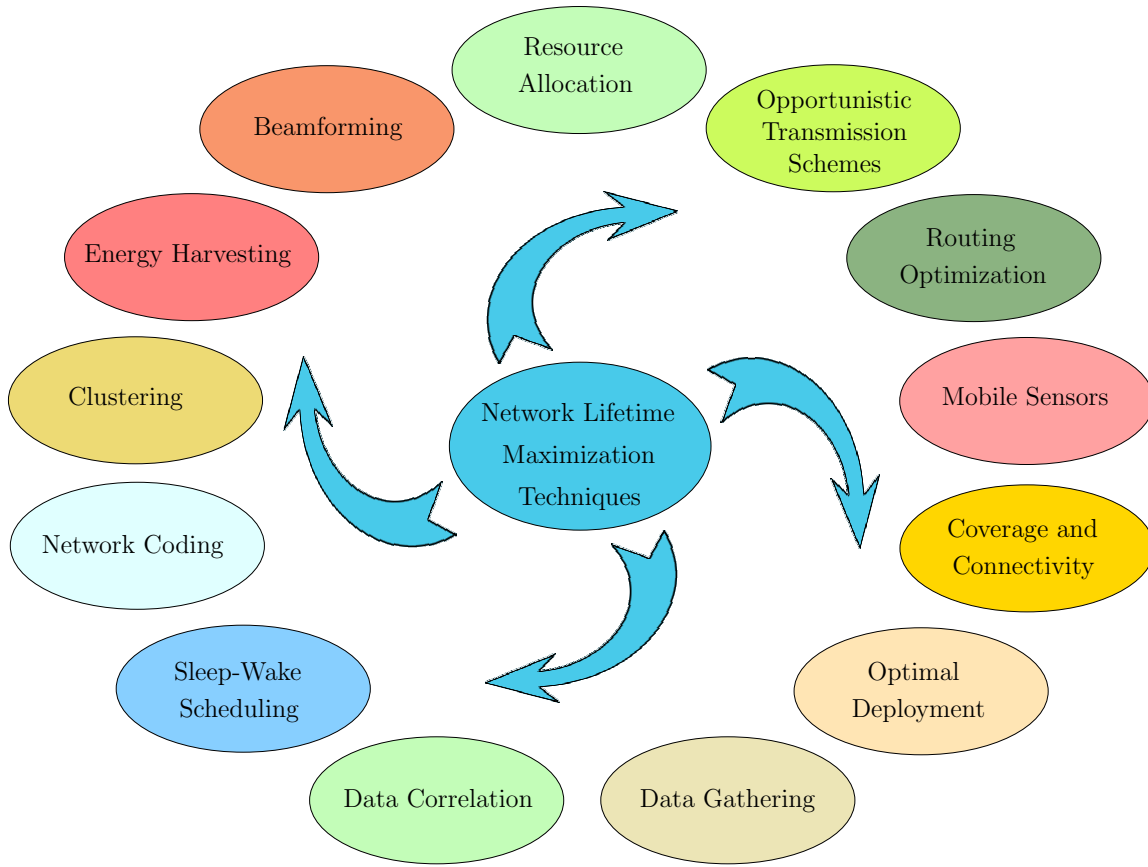 Resource
Allocation
Opportunistic
Transmission
Schemes
Beamforming
Routing
Optimization
Energy Harvesting
Mobile Sensors
Clustering
Network Lifetime
Maximization
Techniques
Coverage and
Connectivity
Network Coding
Optimal
Deployment
Sleep-Wake
Scheduling
Data Correlation
Data Gathering